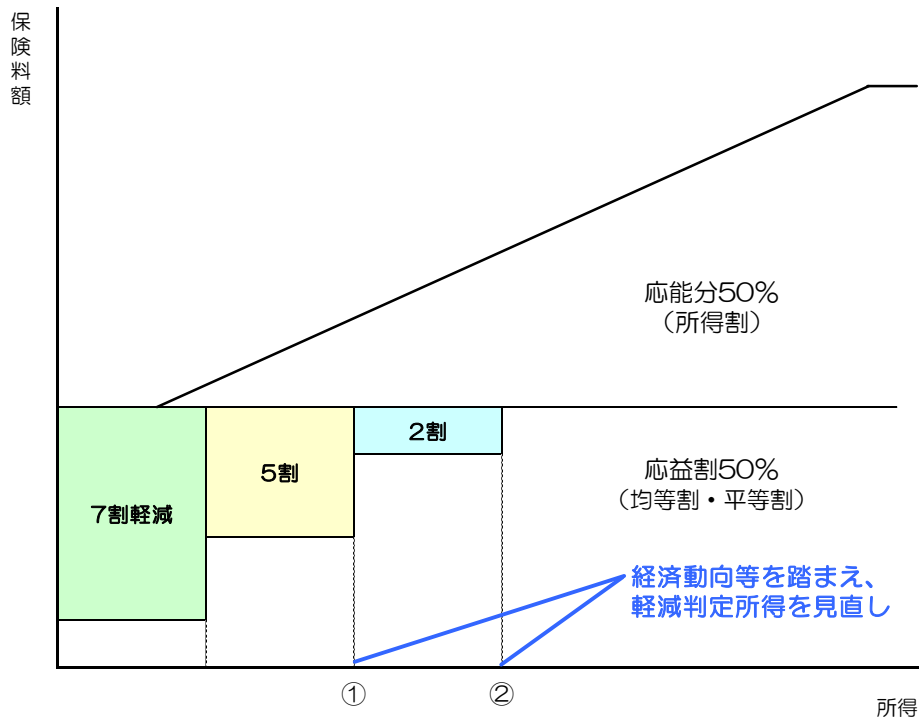 保険料額
応能分50%
（所得割）
7割軽減
5割
2割
応益割50%
（均等割・平等割）
経済動向等を踏まえ、
軽減判定所得を見直し
①
②
所得